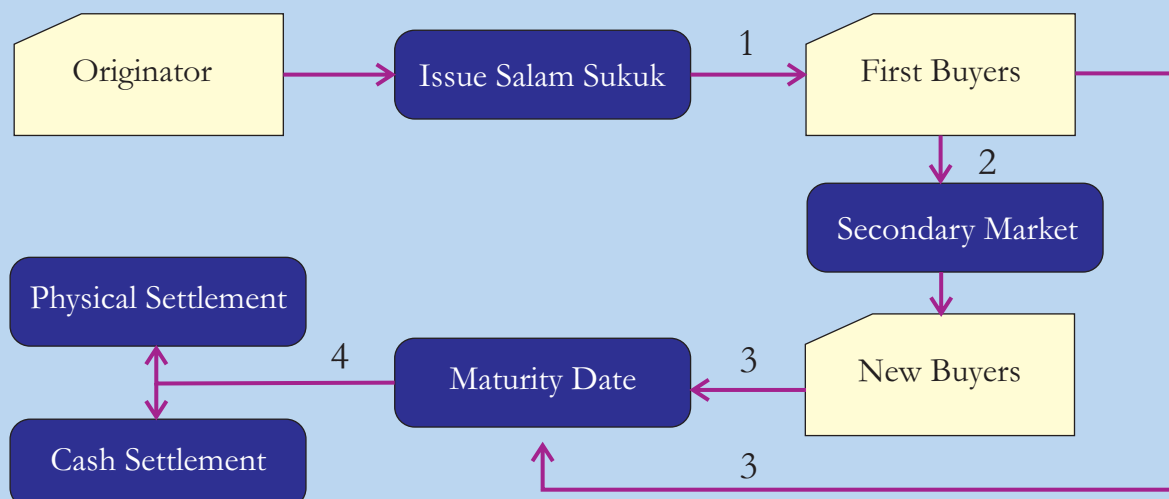 Originator
Issue Salam Sukuk
1
First Buyers
2
Secondary Market
Physical Settlement
4
Maturity Date
3
New Buyers
Cash Settlement
3